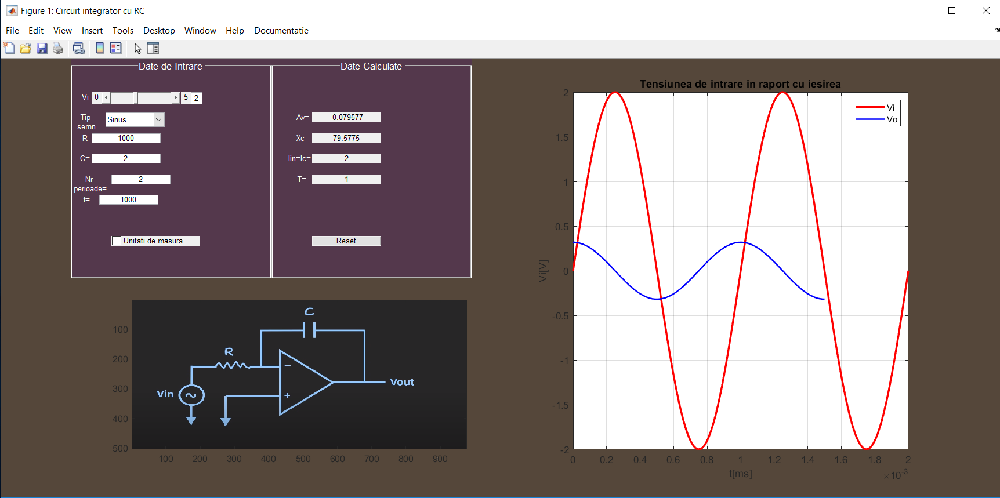 Figure 1: Circuit integrator cu RC
File Edit View Insert Tools Desktop Window Help Documentatie
Date de Intrare
Vi 0 5 2
Tip
semn
Sinus
R= 1000
C= 2
Nr
perioade=
2
f= 1000
Unitati de masura
Date Calculate
Av= -0.079577
Xc= 79.5775
Iin=Ic= 2
T= 1
Reset
C
R
−
+
Vin
Vout
100
200
300
400
500
100 200 300 400 500 600 700 800 900
Tensiunea de intrare in raport cu iesirea
Vi
Vo
2
1.5
1
0.5
0
-0.5
-1
-1.5
-2
Vi[V]
0 0.2 0.4 0.6 0.8 1 1.2 1.4 1.6 1.8 2
t[ms]
×10⁻³